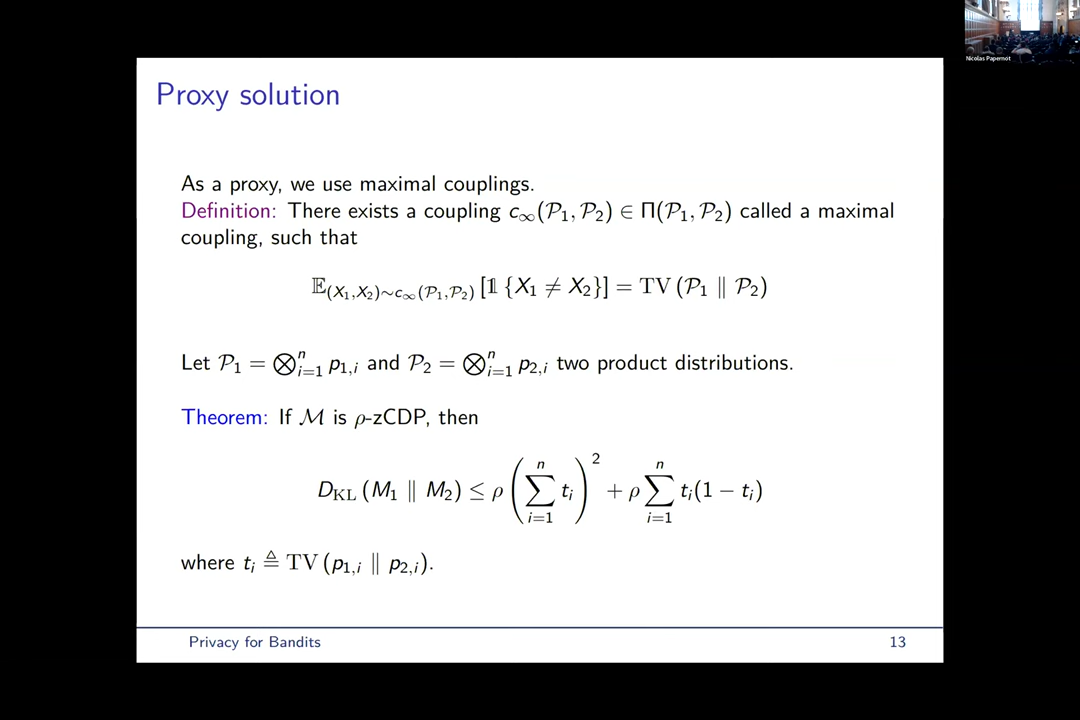 Nicolas Papernot
Proxy solution
As a proxy, we use maximal couplings.
Definition: There exists a coupling c∞(𝒫₁, 𝒫₂) ∈ Π(𝒫₁, 𝒫₂) called a maximal
coupling, such that
𝔼_{(X₁,X₂)∼c∞(𝒫₁,𝒫₂)} [𝟙 {X₁ ≠ X₂}] = TV (𝒫₁ ∥ 𝒫₂)
Let 𝒫₁ = ⨂ⁿᵢ₌₁ p₁,ᵢ and 𝒫₂ = ⨂ⁿᵢ₌₁ p₂,ᵢ two product distributions.
Theorem: If ℳ is ρ-zCDP, then
D_KL (M₁ ∥ M₂) ≤ ρ (∑ⁿᵢ₌₁ tᵢ)² + ρ ∑ⁿᵢ₌₁ tᵢ(1 − tᵢ)
where tᵢ ≜ TV (p₁,ᵢ ∥ p₂,ᵢ).
Privacy for Bandits 13